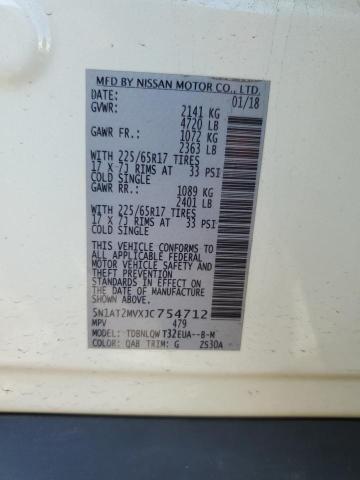 MFD BY NISSAN MOTOR CO., LTD.
DATE: 01/18
GVWR: 2141 KG
4720 LB
GAWR FR: 1072 KG
2363 LB
WITH 225/65R17 TIRES
17 X 7J RIMS AT 33 PSI
COLD SINGLE
GAWR RR: 1089 KG
2401 LB
WITH 225/65R17 TIRES
17 X 7J RIMS AT 33 PSI
COLD SINGLE
THIS VEHICLE CONFORMS TO
ALL APPLICABLE FEDERAL
MOTOR VEHICLE SAFETY AND
THEFT PREVENTION
STANDARDS IN EFFECT ON
THE DATE OF MANUFACTURE
SHOWN ABOVE.
5N1AT2MVXJC754712
MPV 479
MODEL: TDBNLQWT32EUA--B-M
COLOR: QAB TRIM: G ZS30A